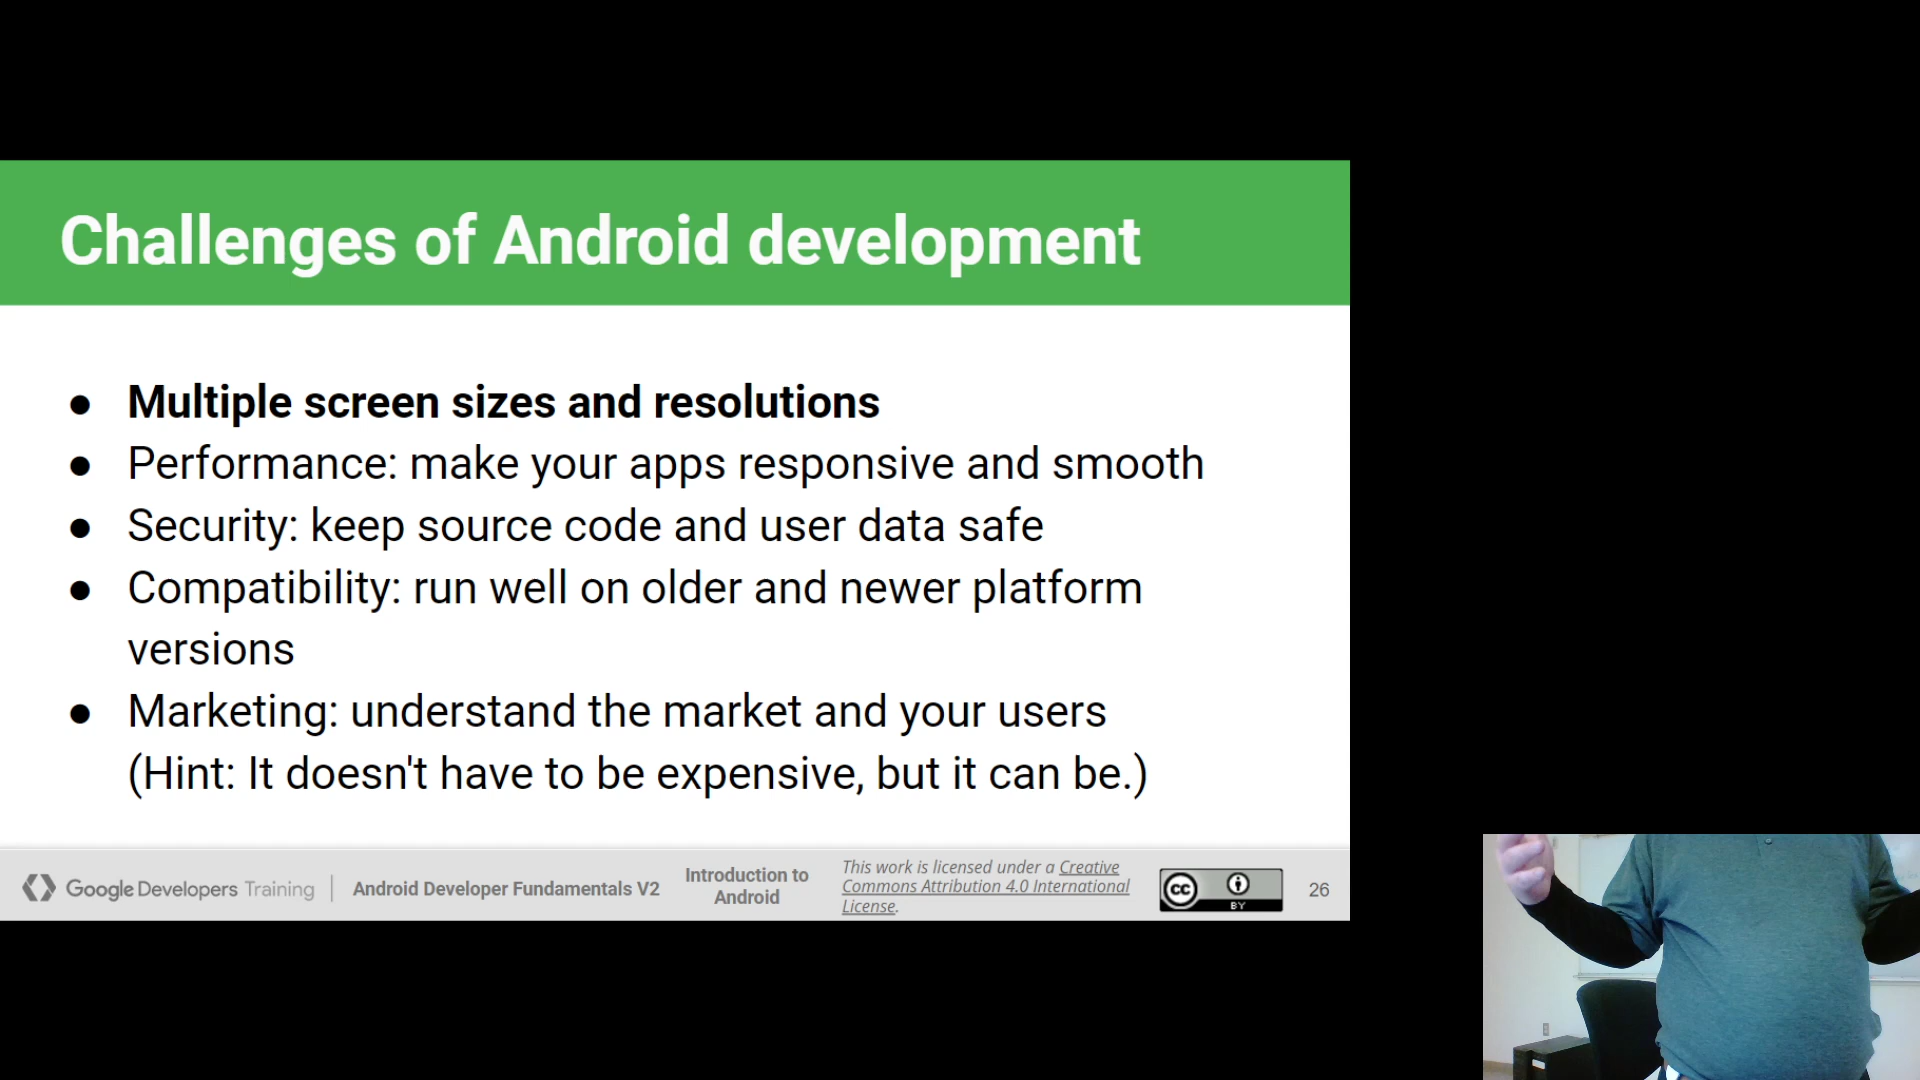 Challenges of Android development
● Multiple screen sizes and resolutions
● Performance: make your apps responsive and smooth
● Security: keep source code and user data safe
● Compatibility: run well on older and newer platform
versions
● Marketing: understand the market and your users
(Hint: It doesn't have to be expensive, but it can be.)
Google Developers Training
Android Developer Fundamentals V2
Introduction to
Android
This work is licensed under a Creative
Commons Attribution 4.0 International
License.
cc
BY
26